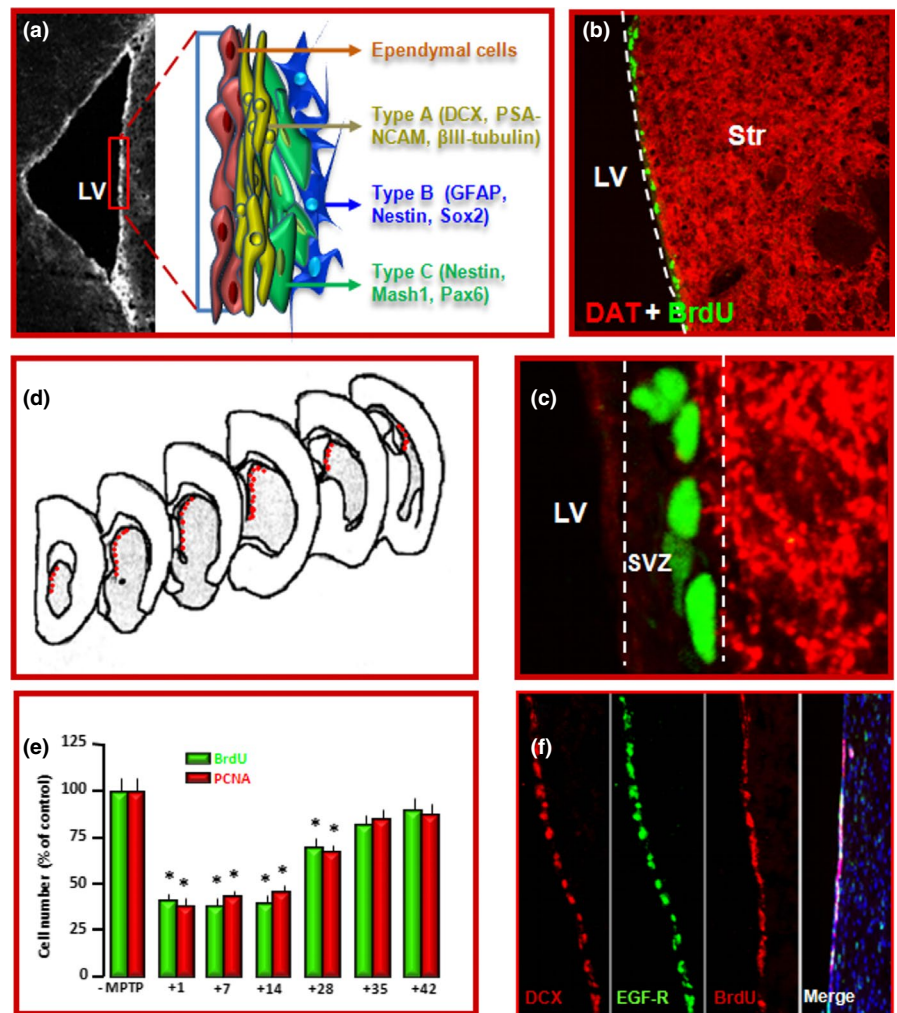 (a)
LV
Ependymal cells
Type A (DCX, PSA-
NCAM, βIII-tubulin)
Type B (GFAP,
Nestin, Sox2)
Type C (Nestin,
Mash1, Pax6)
(b)
LV
Str
DAT + BrdU
(d)
(c)
LV
SVZ
(e)
Cell number (% of control)
125
100
75
50
25
0
BrdU
PCNA
* * * * * * * *
- MPTP +1 +7 +14 +28 +35 +42
(f)
DCX EGF-R BrdU Merge